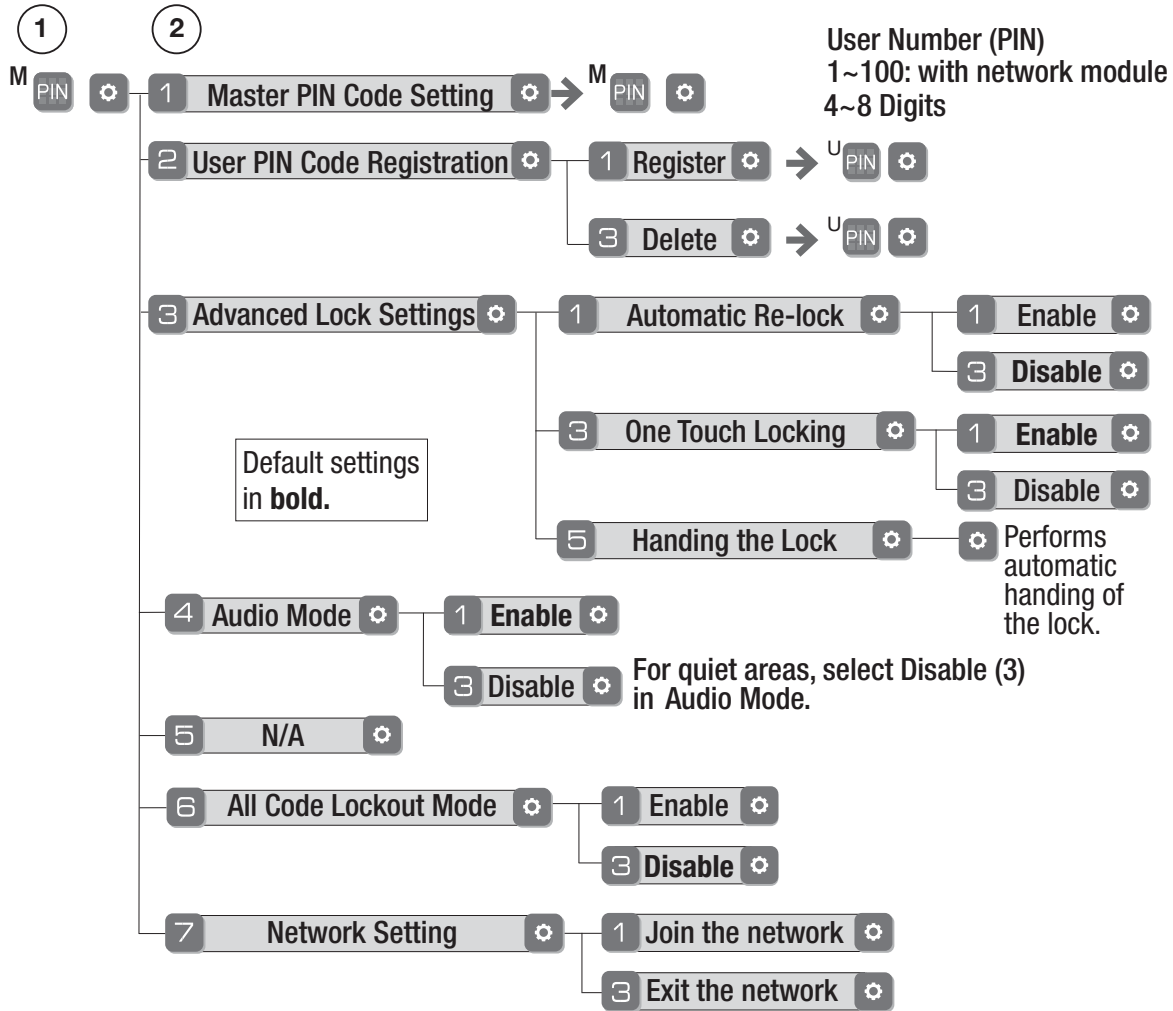 1 2
User Number (PIN)
1~100: with network module
4~8 Digits
M PIN 1 Master PIN Code Setting M PIN
2 User PIN Code Registration 1 Register U PIN
3 Delete U PIN
3 Advanced Lock Settings 1 Automatic Re-lock 1 Enable
3 Disable
3 One Touch Locking 1 Enable
3 Disable
Default settings
in bold.
5 Handing the Lock Performs
automatic
handing of
the lock.
4 Audio Mode 1 Enable
3 Disable For quiet areas, select Disable (3)
in Audio Mode.
5 N/A
6 All Code Lockout Mode 1 Enable
3 Disable
7 Network Setting 1 Join the network
3 Exit the network